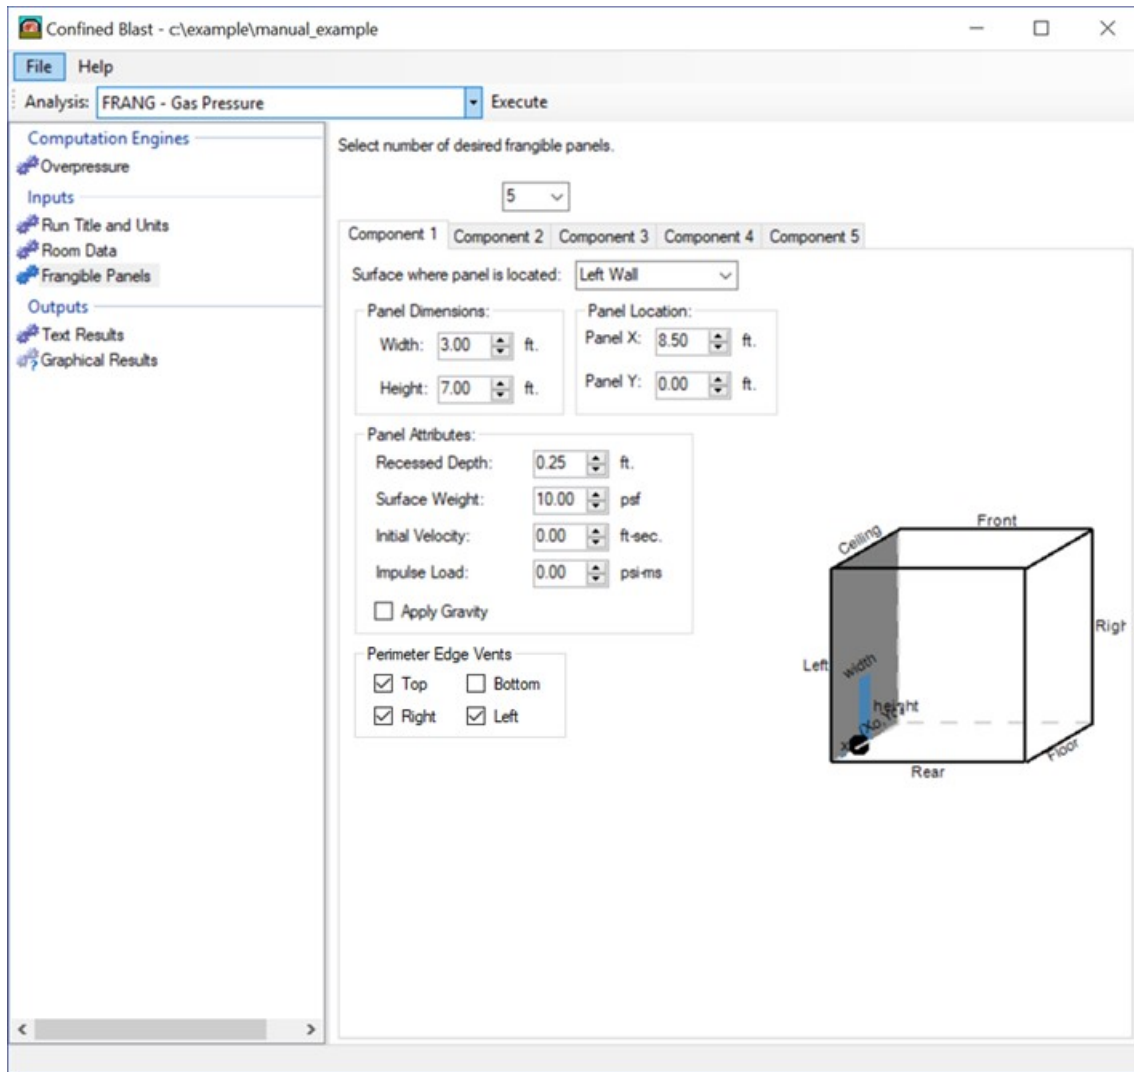 Confined Blast - c:\example\manual_example
File Help
Analysis: FRANG - Gas Pressure Execute
Computation Engines
Overpressure
Inputs
Run Title and Units
Room Data
Frangible Panels
Outputs
Text Results
Graphical Results
Select number of desired frangible panels.
5
Component 1 Component 2 Component 3 Component 4 Component 5
Surface where panel is located: Left Wall
Panel Dimensions:
Width: 3.00 ft.
Height: 7.00 ft.
Panel Location:
Panel X: 8.50 ft.
Panel Y: 0.00 ft.
Panel Attributes:
Recessed Depth: 0.25 ft.
Surface Weight: 10.00 psf
Initial Velocity: 0.00 ft-sec.
Impulse Load: 0.00 psi-ms
Apply Gravity
Perimeter Edge Vents
Top Bottom
Right Left
Front
Ceiling
Righ
Left
width
height
Floor
Rear